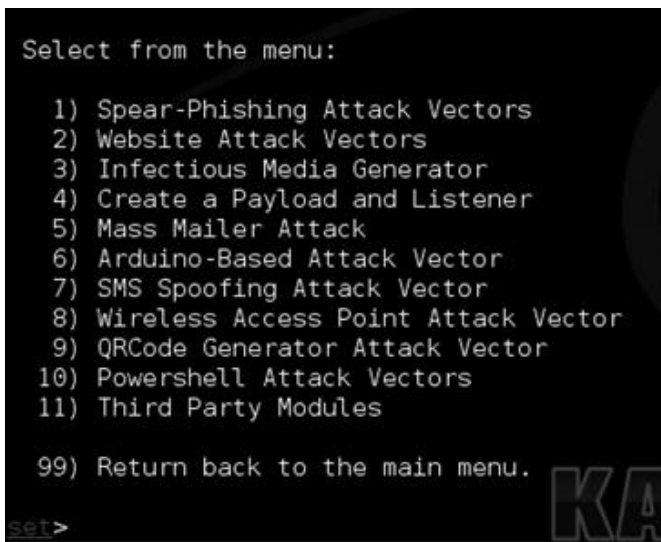 Select from the menu:
1) Spear-Phishing Attack Vectors
2) Website Attack Vectors
3) Infectious Media Generator
4) Create a Payload and Listener
5) Mass Mailer Attack
6) Arduino-Based Attack Vector
7) SMS Spoofing Attack Vector
8) Wireless Access Point Attack Vector
9) QRCode Generator Attack Vector
10) Powershell Attack Vectors
11) Third Party Modules
99) Return back to the main menu.
KA
set>